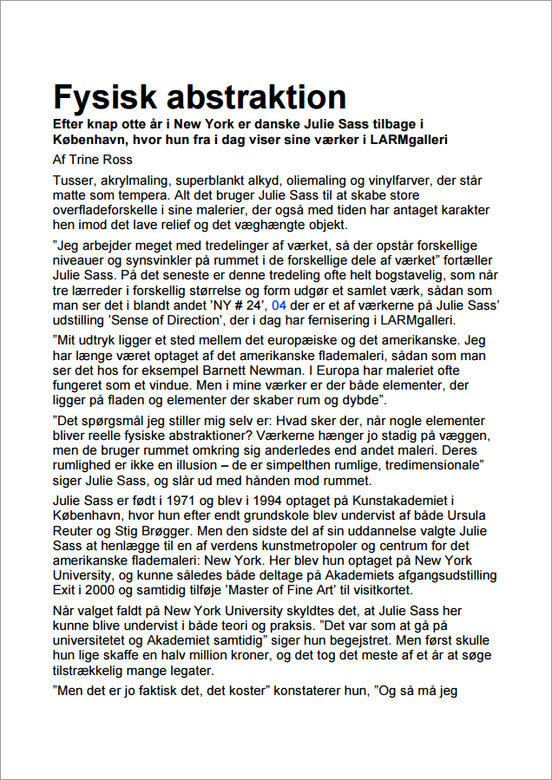 Fysisk abstraktion
Efter knap otte år i New York er danske Julie Sass tilbage i
København, hvor hun fra i dag viser sine værker i LARMgalleri
Af Trine Ross
Tusser, akrylmaling, superblankt alkyd, oliemaling og vinylfarver, der står
matte som tempera. Alt det bruger Julie Sass til at skabe store
overfladeforskelle i sine malerier, der også med tiden har antaget karakter
hen imod det lave relief og det væghængte objekt.
”Jeg arbejder meget med tredelinger af værket, så der opstår forskellige
niveauer og synsvinkler på rummet i de forskellige dele af værket” fortæller
Julie Sass. På det seneste er denne tredeling ofte helt bogstavelig, som når
tre lærreder i forskellig størrelse og form udgør et samlet værk, sådan som
man ser det i blandt andet ’NY # 24’, 04 der er et af værkerne på Julie Sass’
udstilling ’Sense of Direction’, der i dag har fernisering i LARMgalleri.
”Mit udtryk ligger et sted mellem det europæiske og det amerikanske. Jeg
har længe været optaget af det amerikanske flademaleri, sådan som man
ser det hos for eksempel Barnett Newman. I Europa har maleriet ofte
fungeret som et vindue. Men i mine værker er der både elementer, der
ligger på fladen og elementer der skaber rum og dybde”.
”Det spørgsmål jeg stiller mig selv er: Hvad sker der, når nogle elementer
bliver reelle fysiske abstraktioner? Værkerne hænger jo stadig på væggen,
men de bruger rummet omkring sig anderledes end andet maleri. Deres
rumlighed er ikke en illusion – de er simpelthen rumlige, tredimensionale”
siger Julie Sass, og slår ud med hånden mod rummet.
Julie Sass er født i 1971 og blev i 1994 optaget på Kunstakademiet i
København, hvor hun efter endt grundskole blev undervist af både Ursula
Reuter og Stig Brøgger. Men den sidste del af sin uddannelse valgte Julie
Sass at henlægge til en af verdens kunstmetropoler og centrum for det
amerikanske flademaleri: New York. Her blev hun optaget på New York
University, og kunne således både deltage på Akademiets afgangsudstilling
Exit i 2000 og samtidig tilføje ’Master of Fine Art’ til visitkortet.
Når valget faldt på New York University skyldtes det, at Julie Sass her
kunne blive undervist i både teori og praksis. ”Det var som at gå på
universitetet og Akademiet samtidig” siger hun begejstret. Men først skulle
hun lige skaffe en halv million kroner, og det tog det meste af et år at søge
tilstrækkelig mange legater.
”Men det er jo faktisk det, det koster” konstaterer hun, ”Og så må jeg